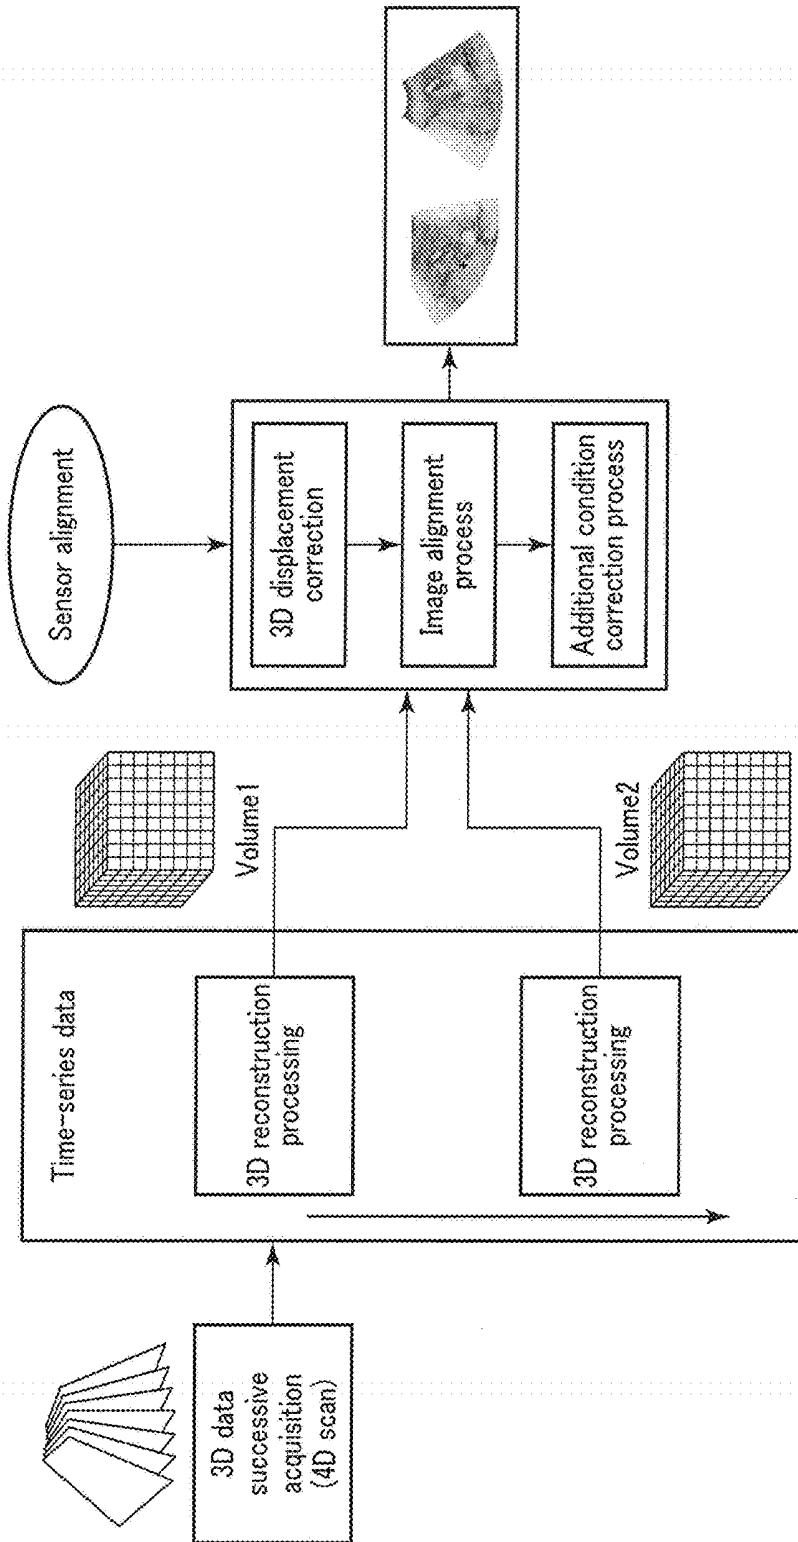 3D data
successive
acquisition
(4D scan)
Time-series data
3D reconstruction
processing
3D reconstruction
processing
Volume1
Volume2
Sensor alignment
3D displacement
correction
Image alignment
process
Additional condition
correction process